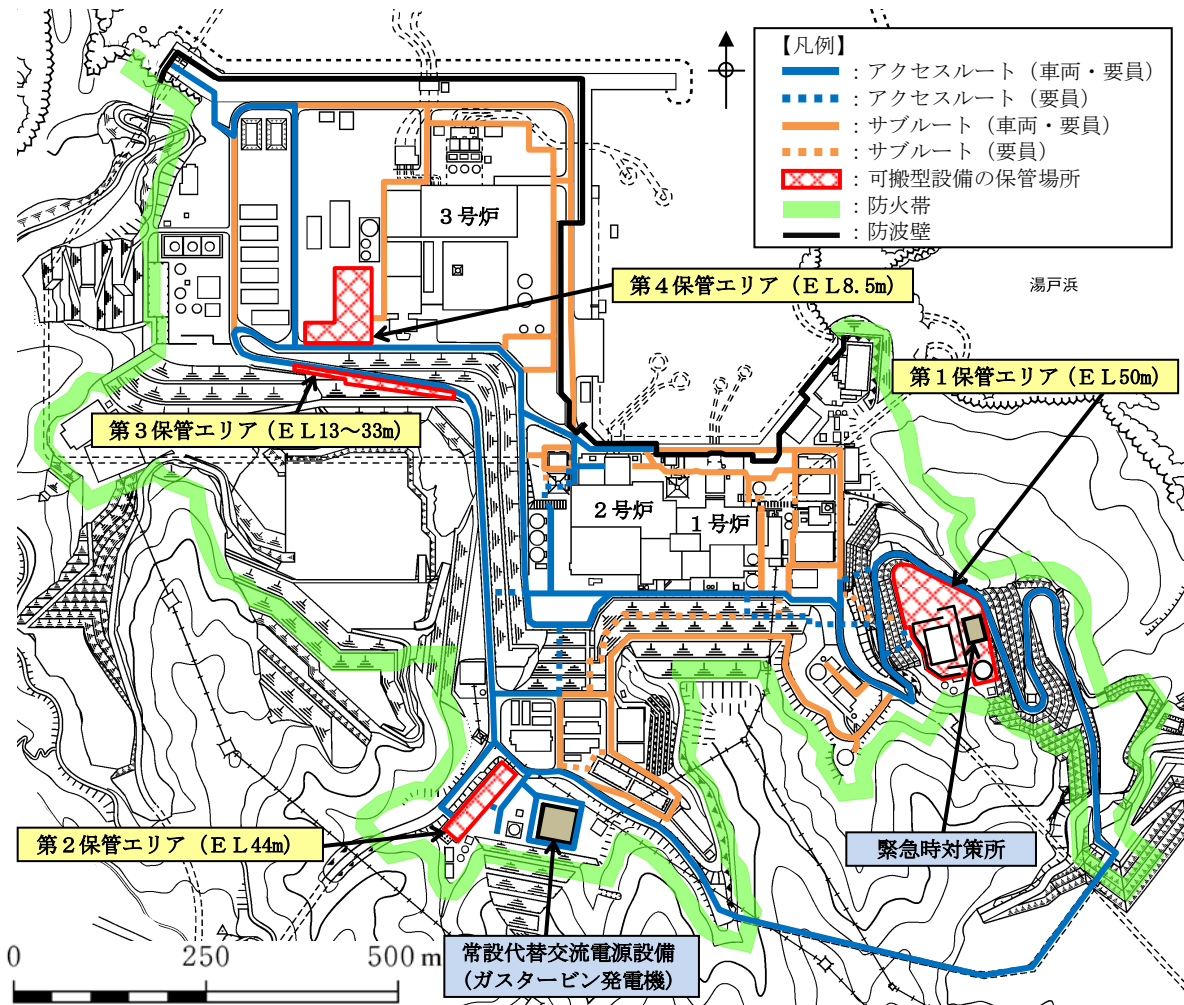 【凡例】
：アクセスルート（車両・要員）
：アクセスルート（要員）
：サブルート（車両・要員）
：サブルート（要員）
：可搬型設備の保管場所
：防火帯
：防波壁
3号炉
第4保管エリア（EL8.5m）
湯戸浜
第1保管エリア（EL50m）
第3保管エリア（EL13～33m）
2号炉
1号炉
第2保管エリア（EL44m）
緊急時対策所
常設代替交流電源設備
(ガスタービン発電機)
0 250 500 m